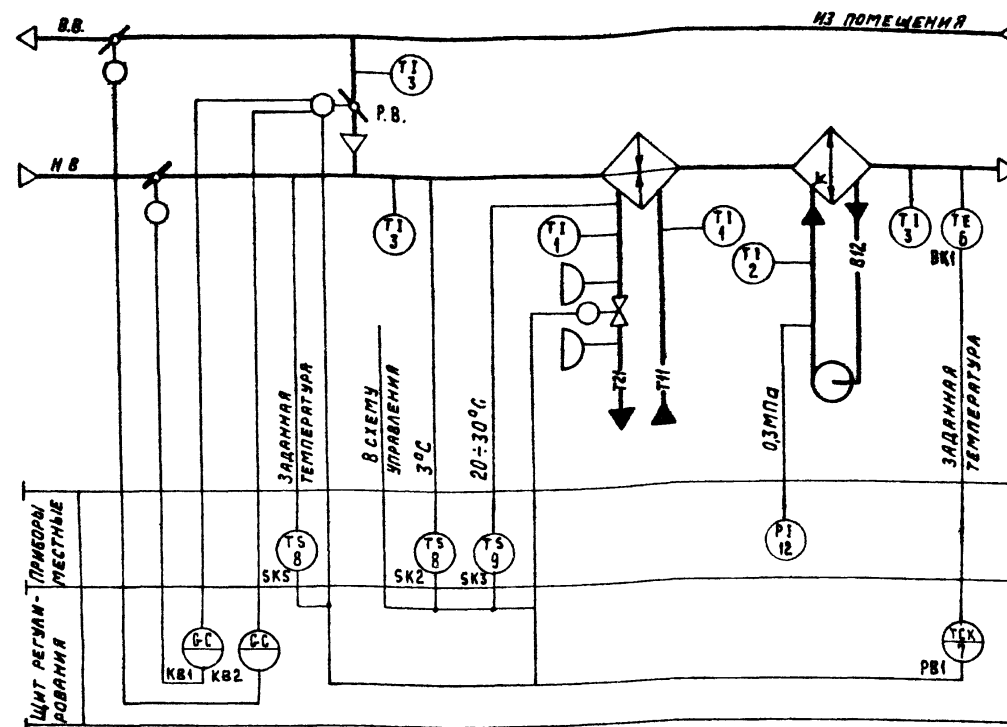 В.В.
ИЗ ПОМЕЩЕНИЯ
TI
3
Р.В.
Н В
TI
3
TI
1
TI
1
TI
2
В12
TI
3
TE
6
ВК1
Т21
Т11
ЗАДАННАЯ
ТЕМПЕРАТУРА
В СХЕМУ
УПРАВЛЕНИЯ
3°С
20÷30°С
0,3МПа
ЗАДАННАЯ
ТЕМПЕРАТУРА
ПРИБОРЫ
МЕСТНЫЕ
TS
8
SK5
TS
8
SK2
TS
9
SK3
PI
12
ЩИТ РЕГУЛИ-
РОВАНИЯ
GC
КВ1
GC
КВ2
TCK
7
РВ1